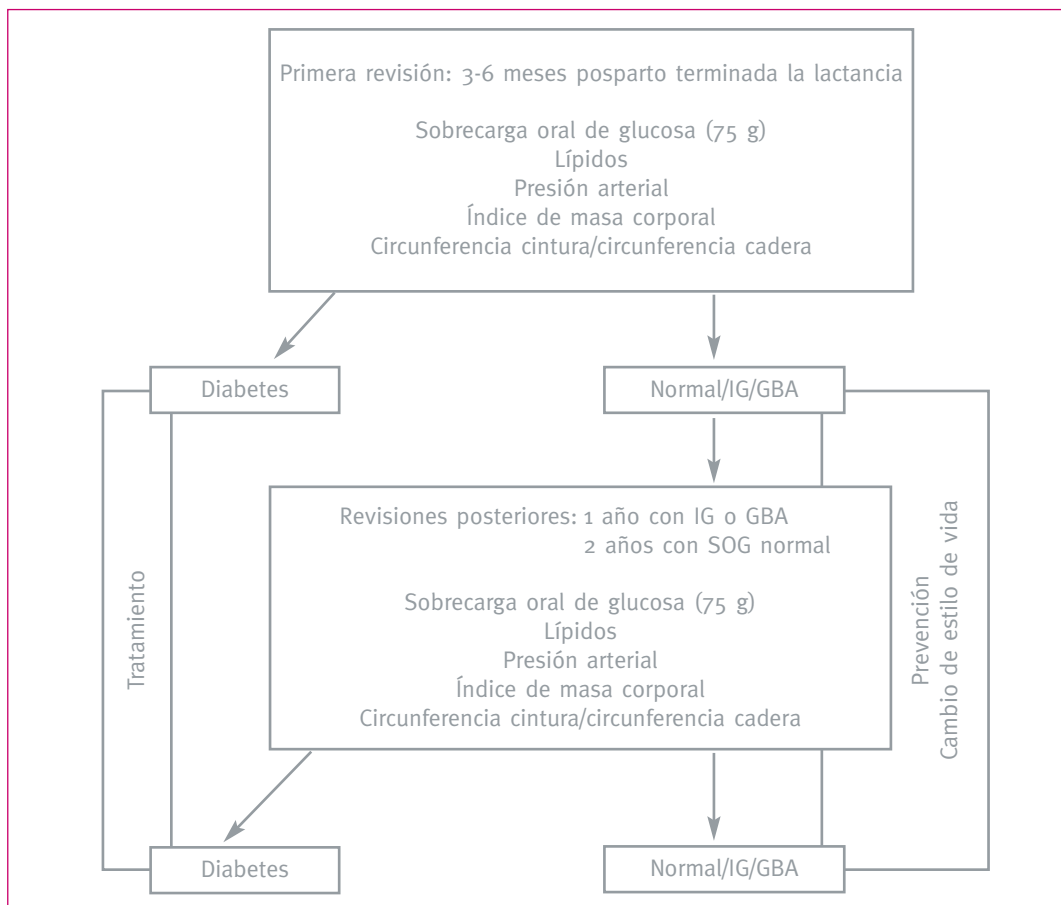 Primera revisión: 3-6 meses posparto terminada la lactancia
Sobrecarga oral de glucosa (75 g)
Lípidos
Presión arterial
Índice de masa corporal
Circunferencia cintura/circunferencia cadera
Diabetes
Normal/IG/GBA
Revisiones posteriores: 1 año con IG o GBA
2 años con SOG normal
Sobrecarga oral de glucosa (75 g)
Lípidos
Presión arterial
Índice de masa corporal
Circunferencia cintura/circunferencia cadera
Tratamiento
Prevención
Cambio de estilo de vida
Diabetes
Normal/IG/GBA